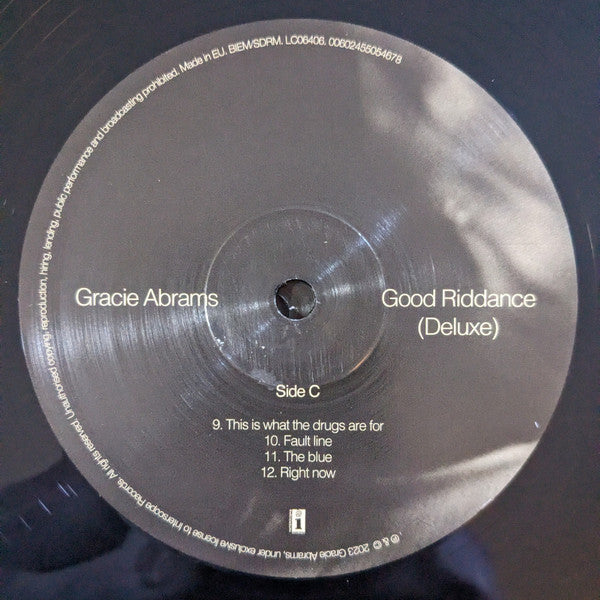 Gracie Abrams
Good Riddance
(Deluxe)
Side C
9. This is what the drugs are for
10. Fault line
11. The blue
12. Right now
℗ & © 2023 Gracie Abrams, under exclusive license to Interscope Records. All rights reserved. Unauthorised copying, reproduction, hiring, lending, public performance and broadcasting prohibited. Made in EU. BIEM/SDRM. LC06406. 00602455054678
i